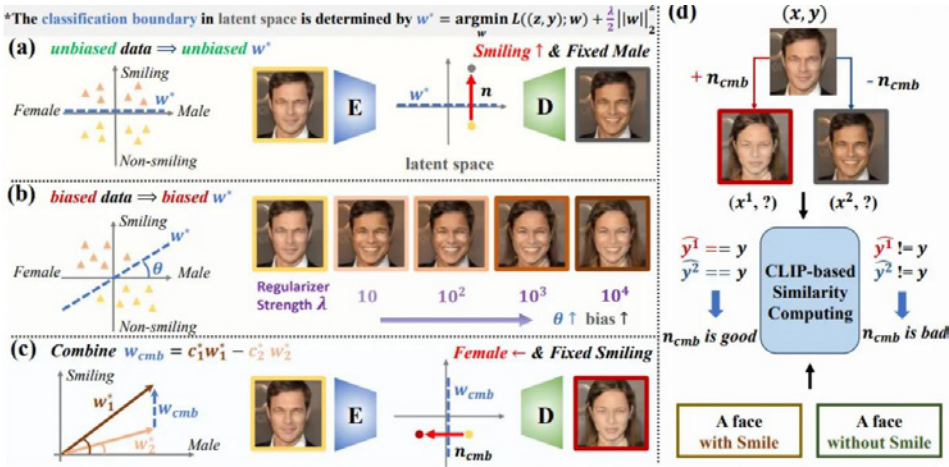 *The classification boundary in latent space is determined by w* = argmin L((z, y); w) + λ/2 ||w||₂²
w
(a) unbiased data ⟹ unbiased w*
Smiling ↑ & Fixed Male
Smiling
Female
w*
Male
Non-smiling
E
w*
n
D
latent space
(b) biased data ⟹ biased w*
Smiling
w*
Female
θ
Male
Non-smiling
Regularizer
Strength λ
10
10²
10³
10⁴
θ ↑ bias ↑
(c) Combine w_cmb = c₁*w₁* − c₂* w₂*
Female ← & Fixed Smiling
Smiling
w₁*
w_cmb
w₂*
Male
E
w_cmb
n_cmb
D
(d)
(x, y)
+ n_cmb
- n_cmb
(x¹, ?)
(x², ?)
ŷ¹ == y
ŷ² == y
n_cmb is good
CLIP-based
Similarity
Computing
ŷ¹ != y
ŷ² != y
n_cmb is bad!
A face
with Smile
A face
without Smile